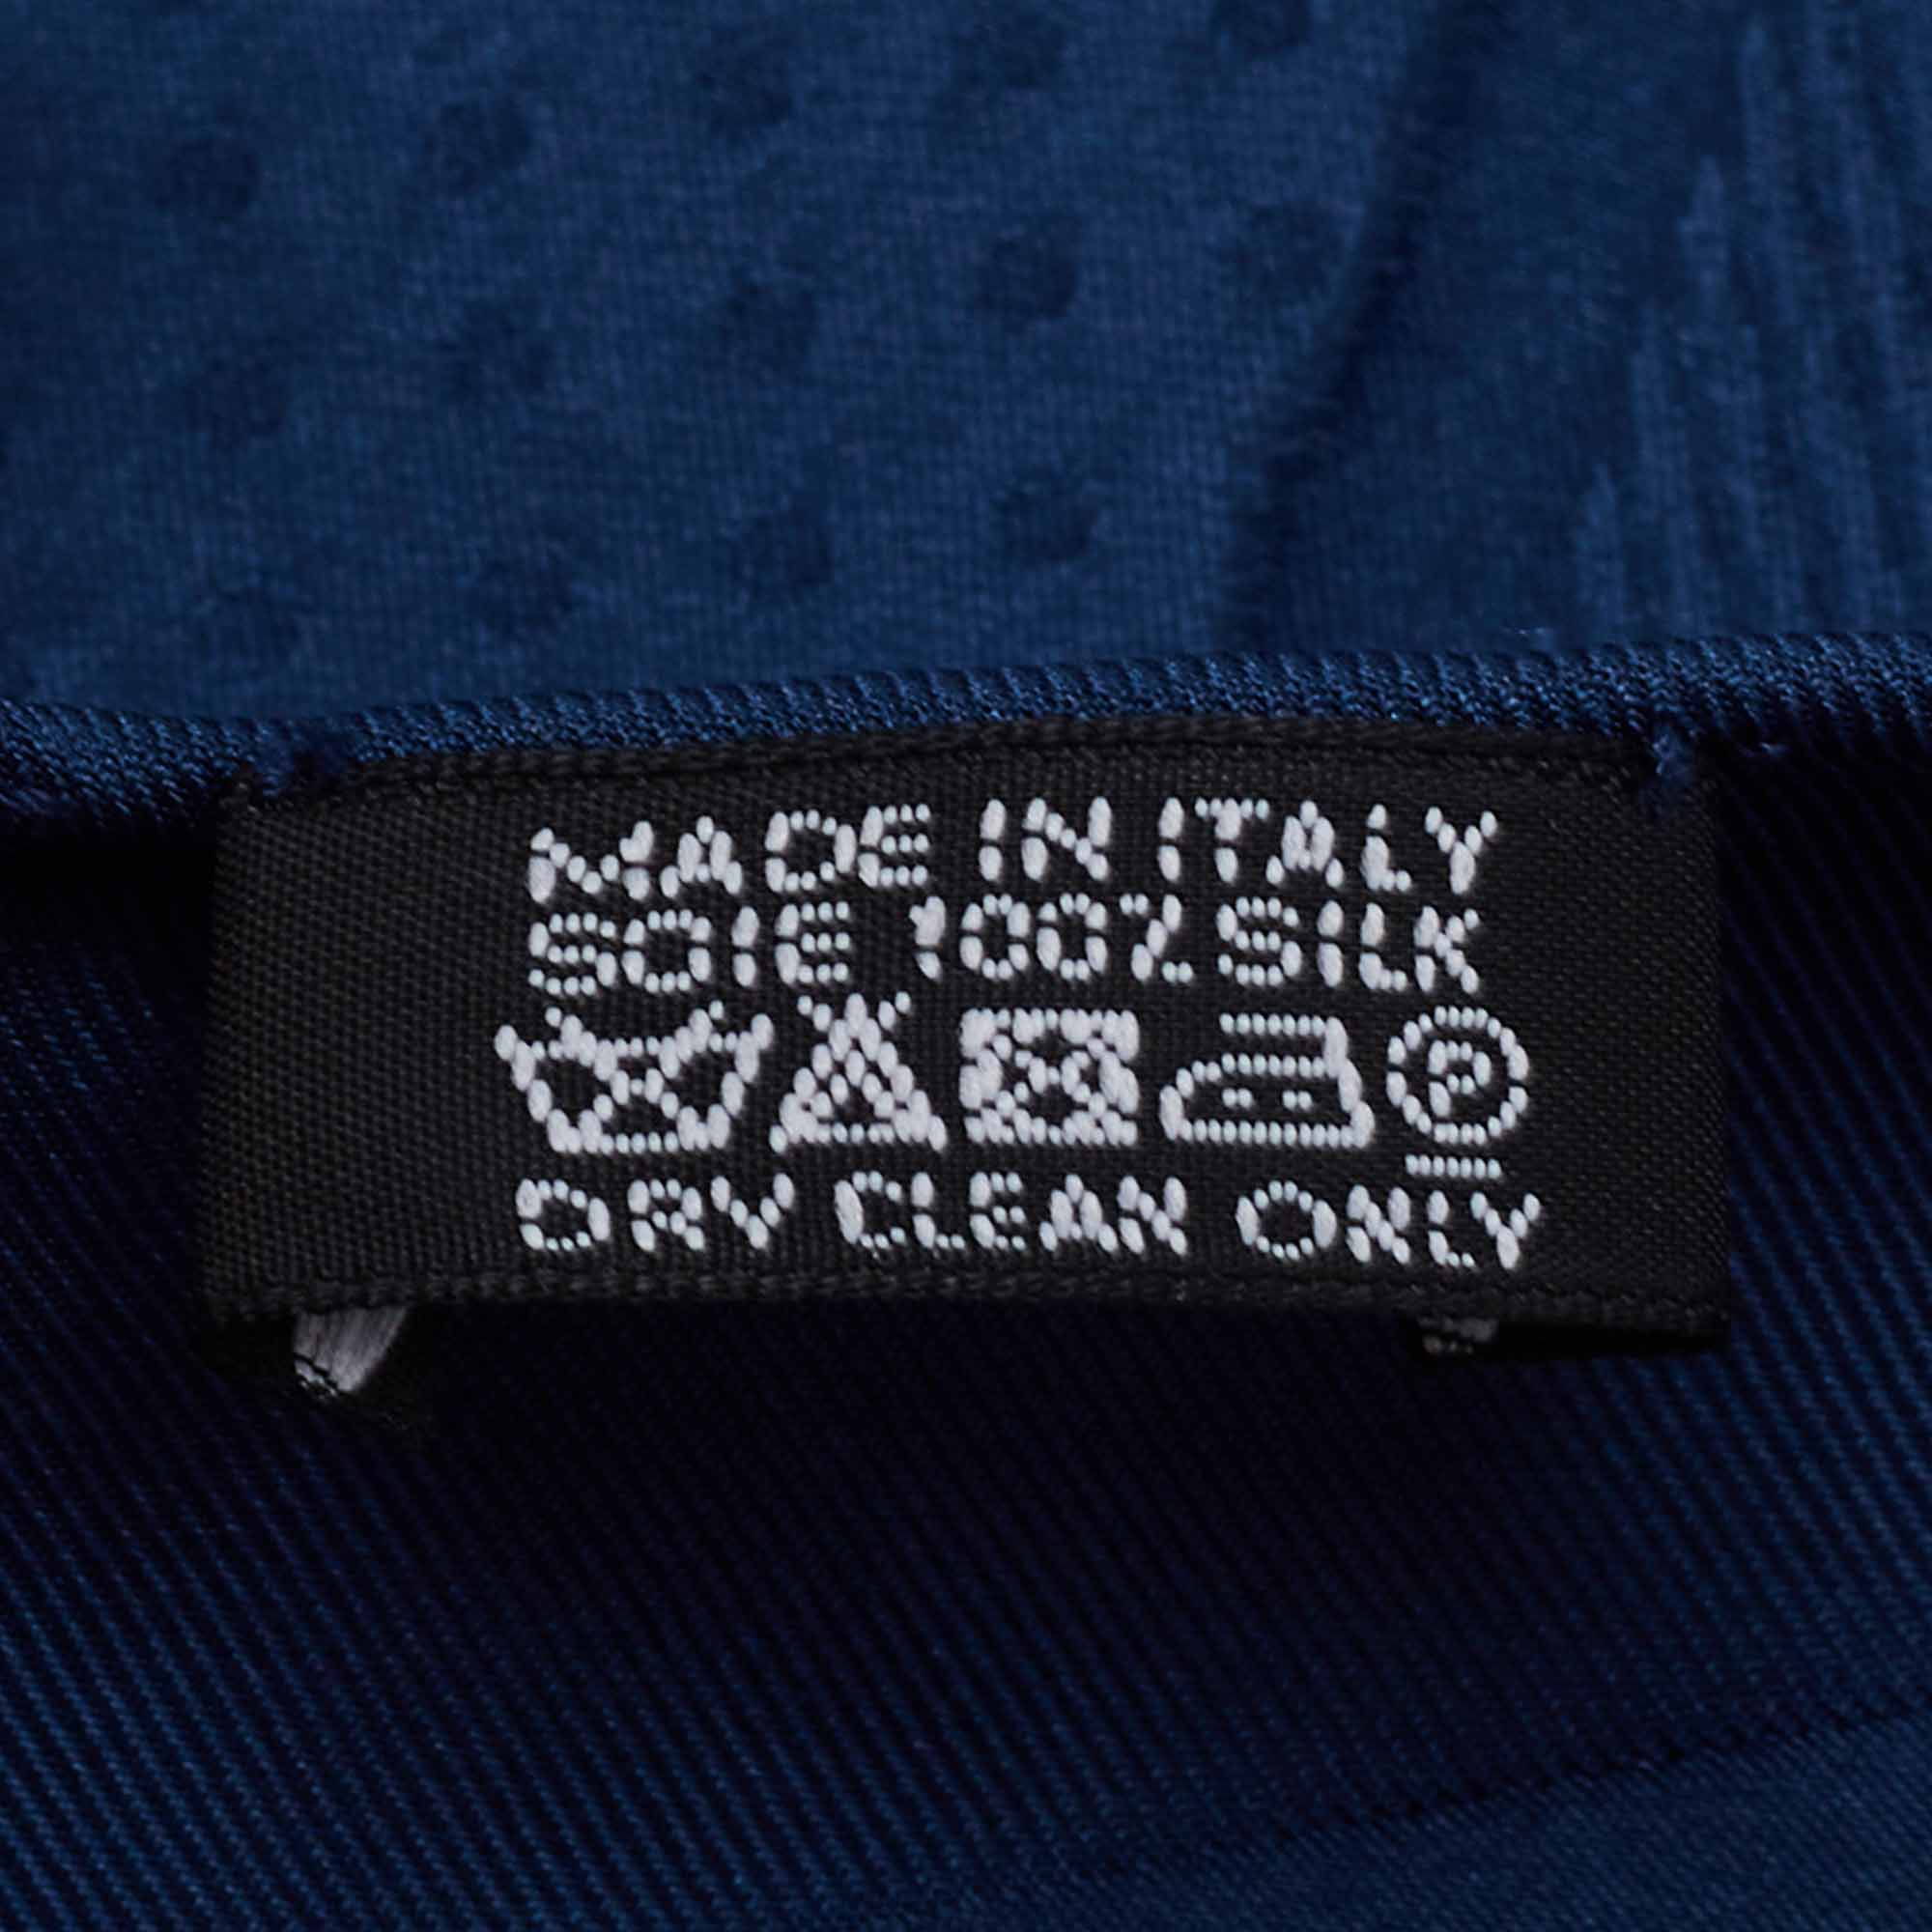 MADE IN ITALY
SOIE 100% SILK
P
DRY CLEAN ONLY